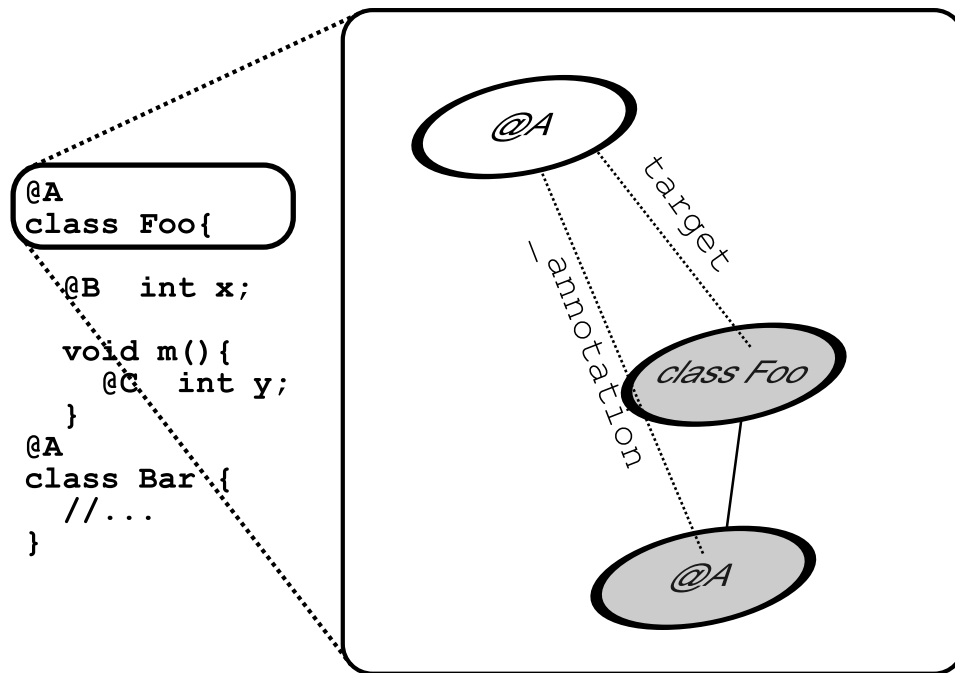 @A
class Foo{
@B  int x;
void m(){
@C  int y;
}
@A
class Bar {
//...
}
@A
target
_annotation
class Foo
@A